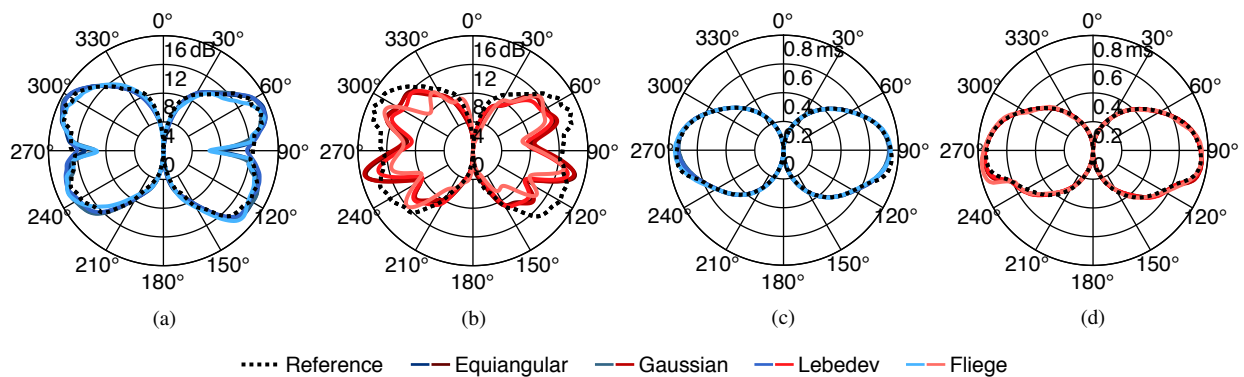 0° 0° 0° 0°
330° 16 dB 30° 330° 16 dB 30° 330° 0.8 ms 30° 330° 0.8 ms 30°
300° 12 60° 300° 12 60° 300° 0.6 60° 300° 0.6 60°
8 8 0.4 0.4
4 4 0.2 0.2
270° 0 90° 270° 0 90° 270° 0 90° 270° 0 90°
240° 120° 240° 120° 240° 120° 240° 120°
210° 150° 210° 150° 210° 150° 210° 150°
180° 180° 180° 180°
(a) (b) (c) (d)
Reference Equiangular Gaussian Lebedev Fliege